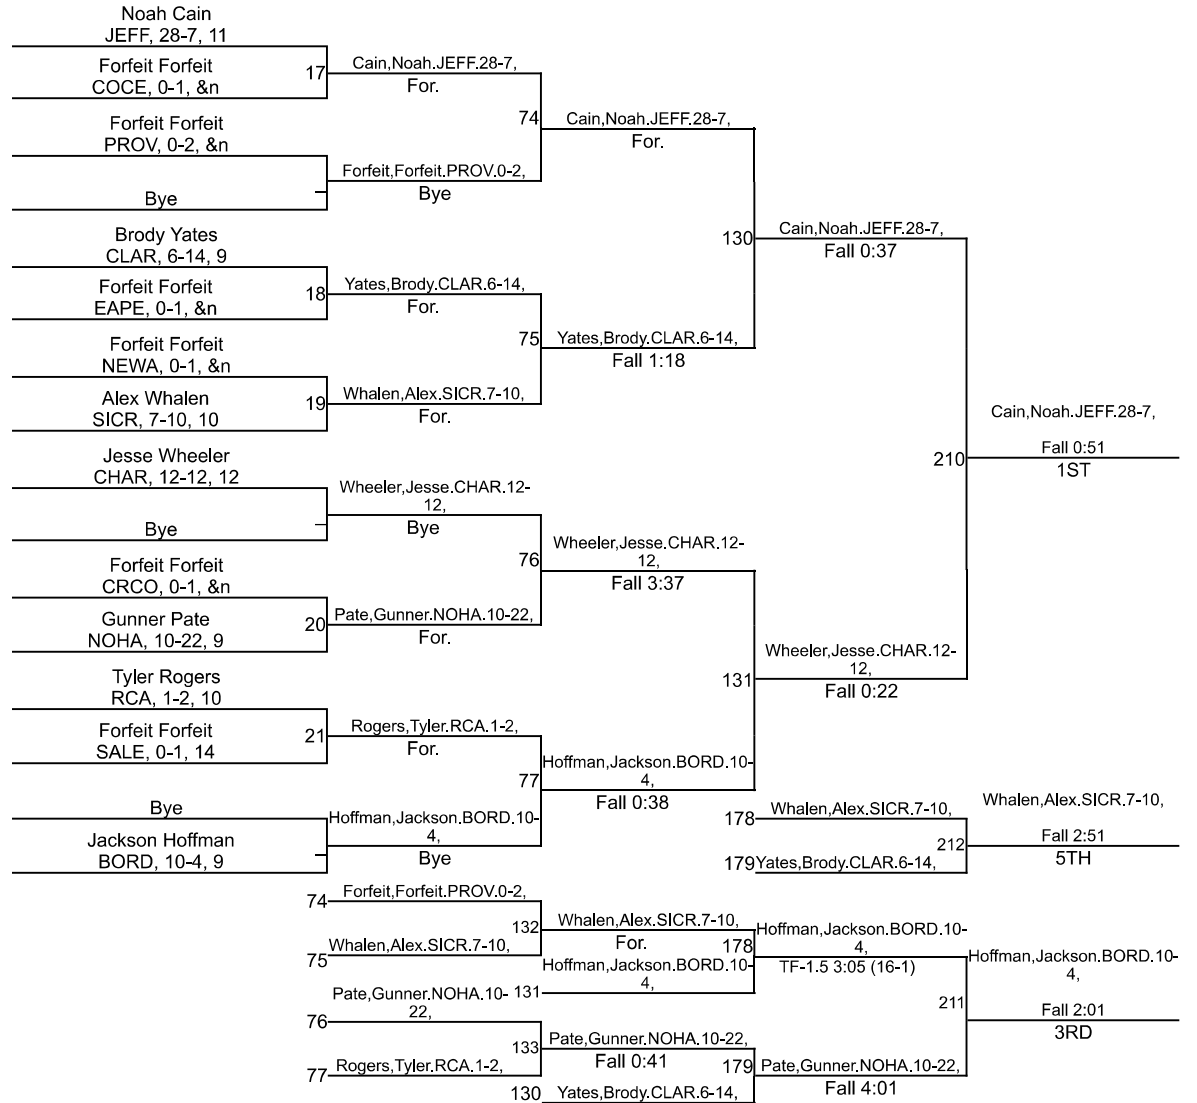 Noah Cain
JEFF, 28-7, 11
Forfeit Forfeit
COCE, 0-1, &n
17
Cain,Noah.JEFF.28-7,
For.
Forfeit Forfeit
PROV, 0-2, &n
Bye
Forfeit,Forfeit.PROV.0-2,
Bye
74
Cain,Noah.JEFF.28-7,
For.
Brody Yates
CLAR, 6-14, 9
Forfeit Forfeit
EAPE, 0-1, &n
18
Yates,Brody.CLAR.6-14,
For.
Forfeit Forfeit
NEWA, 0-1, &n
Alex Whalen
SICR, 7-10, 10
19
Whalen,Alex.SICR.7-10,
For.
75
Yates,Brody.CLAR.6-14,
Fall 1:18
130
Cain,Noah.JEFF.28-7,
Fall 0:37
Jesse Wheeler
CHAR, 12-12, 12
Bye
Wheeler,Jesse.CHAR.12-
12,
Bye
Forfeit Forfeit
CRCO, 0-1, &n
Gunner Pate
NOHA, 10-22, 9
20
Pate,Gunner.NOHA.10-22,
For.
76
Wheeler,Jesse.CHAR.12-
12,
Fall 3:37
Tyler Rogers
RCA, 1-2, 10
Forfeit Forfeit
SALE, 0-1, 14
21
Rogers,Tyler.RCA.1-2,
For.
Bye
Jackson Hoffman
BORD, 10-4, 9
Hoffman,Jackson.BORD.10-
4,
Bye
77
Hoffman,Jackson.BORD.10-
4,
Fall 0:38
131
Wheeler,Jesse.CHAR.12-
12,
Fall 0:22
210
Cain,Noah.JEFF.28-7,
Fall 0:51
1ST
178
Whalen,Alex.SICR.7-10,
179
Yates,Brody.CLAR.6-14,
212
Whalen,Alex.SICR.7-10,
Fall 2:51
5TH
74
Forfeit,Forfeit.PROV.0-2,
75
Whalen,Alex.SICR.7-10,
132
Whalen,Alex.SICR.7-10,
For.
131
Hoffman,Jackson.BORD.10-
4,
178
Hoffman,Jackson.BORD.10-
4,
TF-1.5 3:05 (16-1)
76
Pate,Gunner.NOHA.10-
22,
77
Rogers,Tyler.RCA.1-2,
133
Pate,Gunner.NOHA.10-22,
Fall 0:41
130
Yates,Brody.CLAR.6-14,
179
Pate,Gunner.NOHA.10-22,
Fall 4:01
211
Hoffman,Jackson.BORD.10-
4,
Fall 2:01
3RD